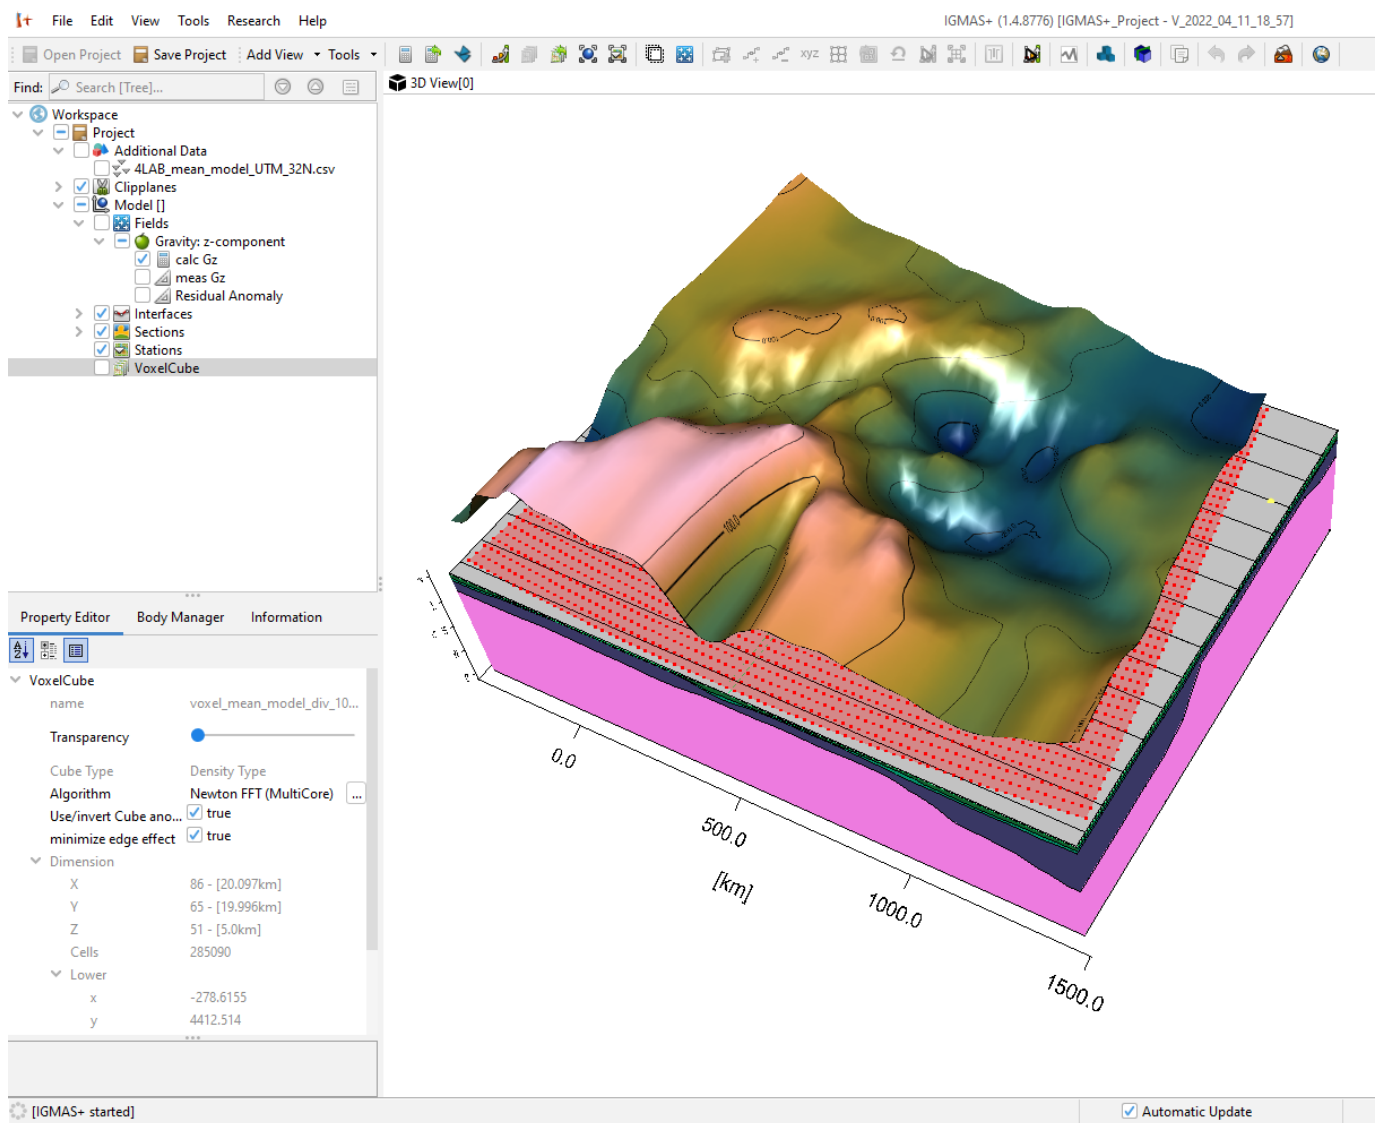 File Edit View Tools Research Help
IGMAS+ (1.4.8776) [IGMAS+_Project - V_2022_04_11_18_57]
Open Project Save Project Add View Tools xyz
Find: Search [Tree]...
3D View[0]
Workspace
Project
Additional Data
4LAB_mean_model_UTM_32N.csv
Clipplanes
Model []
Fields
Gravity: z-component
calc Gz
meas Gz
Residual Anomaly
Interfaces
Sections
Stations
VoxelCube
100.0
0.0
500.0
[km]
1000.0
1500.0
Property Editor Body Manager Information
VoxelCube
name voxel_mean_model_div_10...
Transparency
Cube Type Density Type
Algorithm Newton FFT (MultiCore) ...
Use/invert Cube ano... true
minimize edge effect true
Dimension
X 86 - [20.097km]
Y 65 - [19.996km]
Z 51 - [5.0km]
Cells 285090
Lower
x -278.6155
y 4412.514
[IGMAS+ started]
Automatic Update